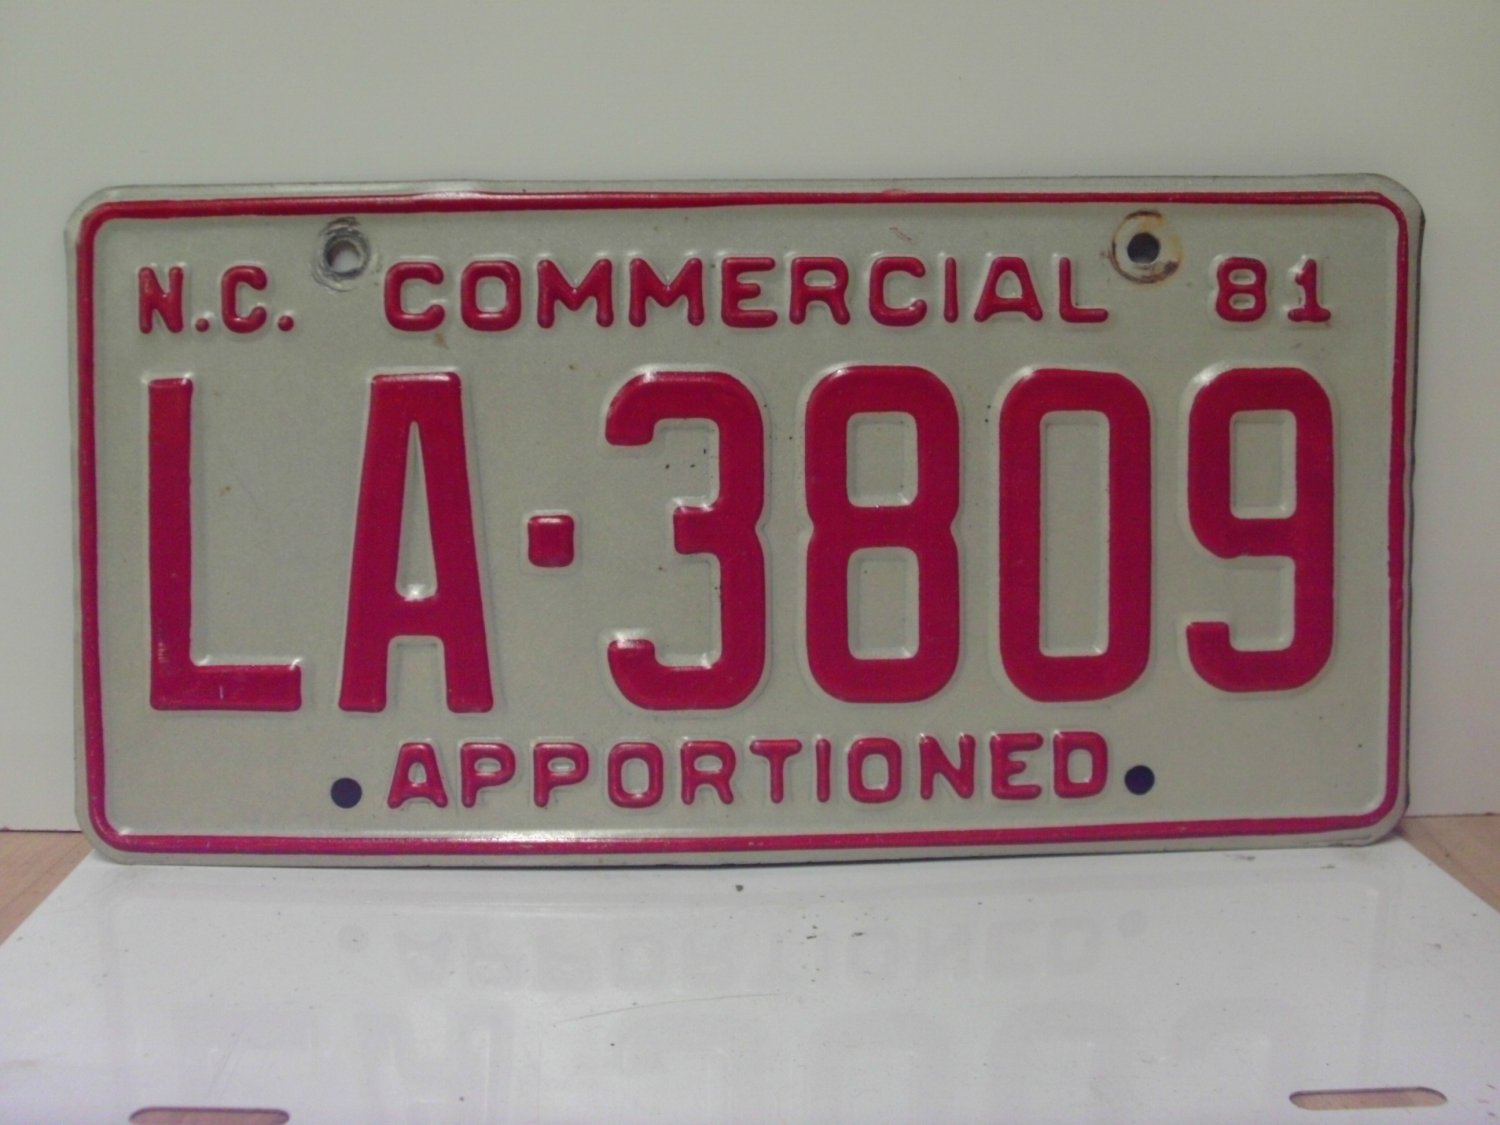 N.C. COMMERCIAL 81
LA·3809
APPORTIONED